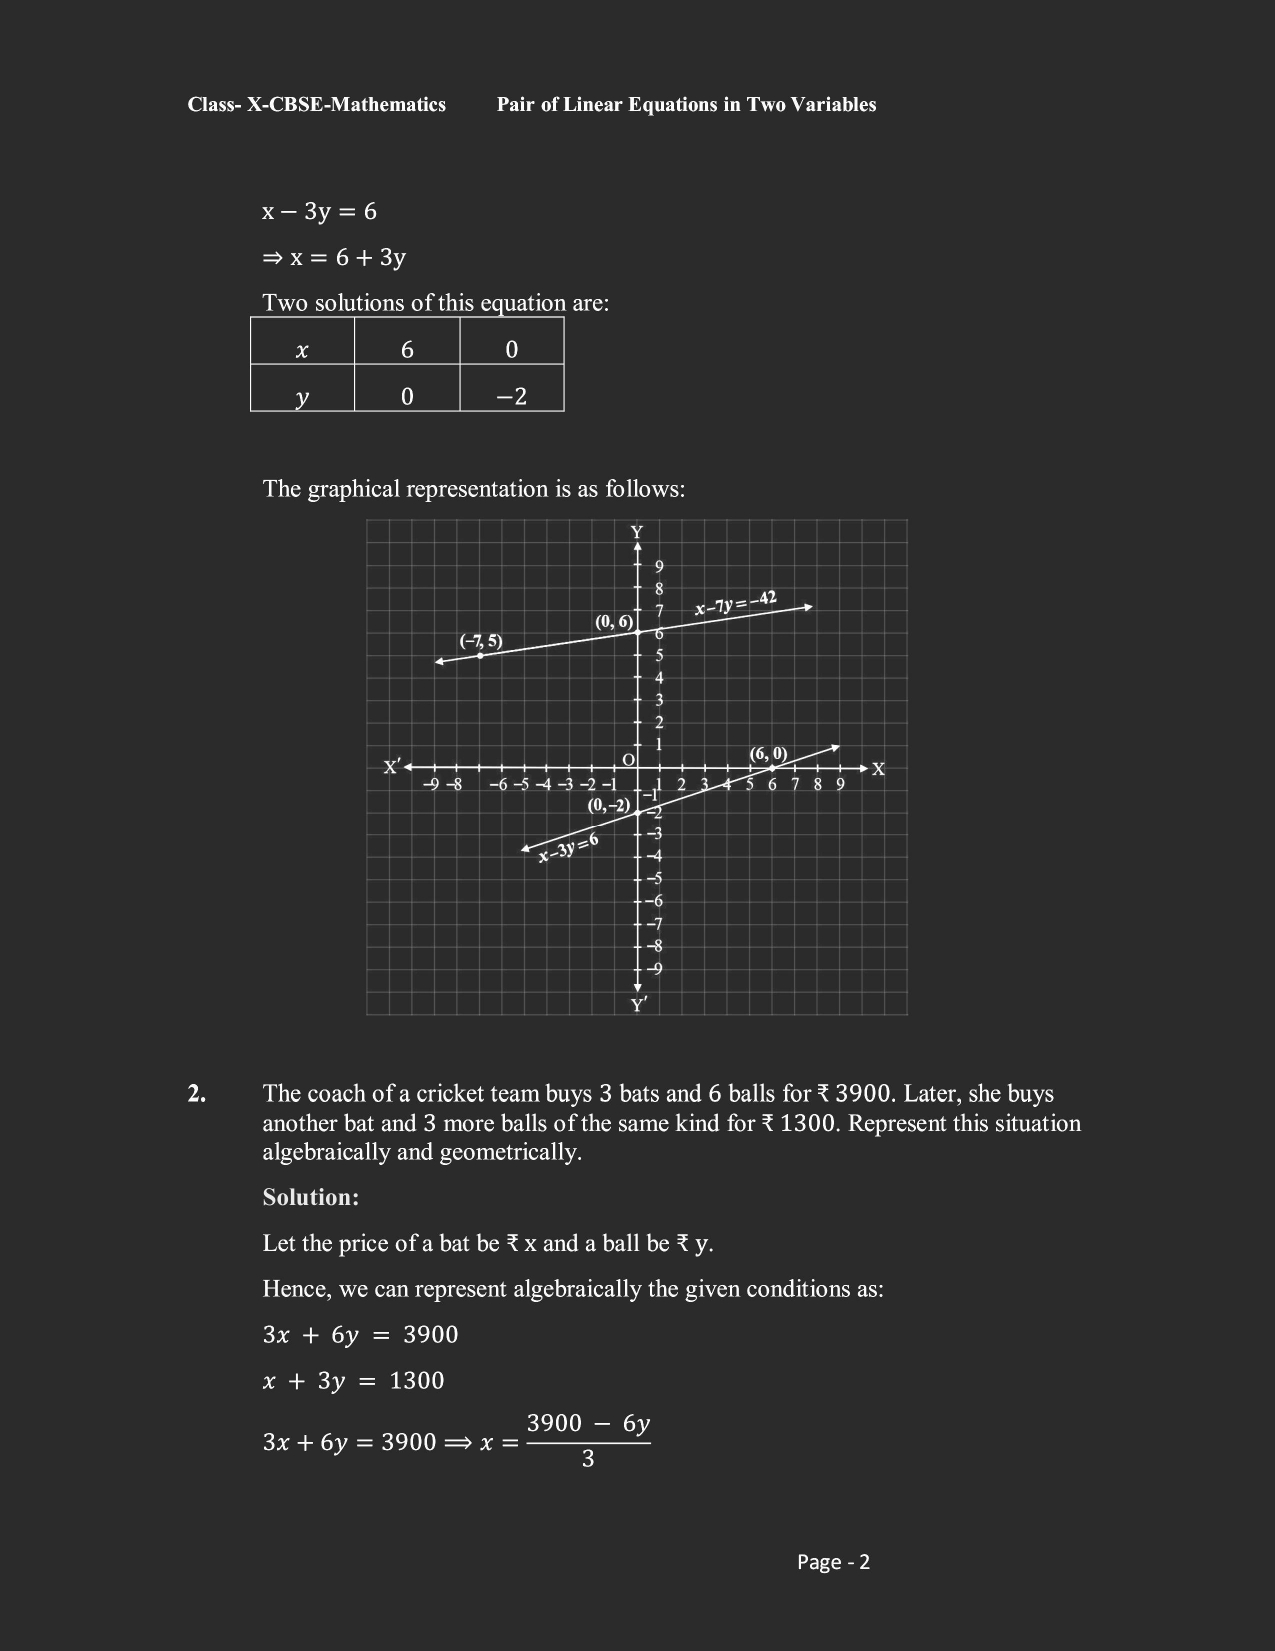 Class- X-CBSE-Mathematics Pair of Linear Equations in Two Variables
x − 3y = 6
⇒ x = 6 + 3y
Two solutions of this equation are:
x 6 0
y 0 −2
The graphical representation is as follows:
Y
9
8
x–7y=–42
7
(0, 6)
6
(–7, 5)
5
4
3
2
1
(6, 0)
O
X′ X
–9 –8 –6 –5 –4 –3 –2 –1 1 2 3 4 5 6 7 8 9
–1
(0,–2)
–2
–3
x–3y=6
–4
–5
–6
–7
–8
–9
Y′
2. The coach of a cricket team buys 3 bats and 6 balls for ₹ 3900. Later, she buys
another bat and 3 more balls of the same kind for ₹ 1300. Represent this situation
algebraically and geometrically.
Solution:
Let the price of a bat be ₹ x and a ball be ₹ y.
Hence, we can represent algebraically the given conditions as:
3x + 6y = 3900
x + 3y = 1300
3x + 6y = 3900 ⟹ x = 3900 − 6y
3
Page - 2